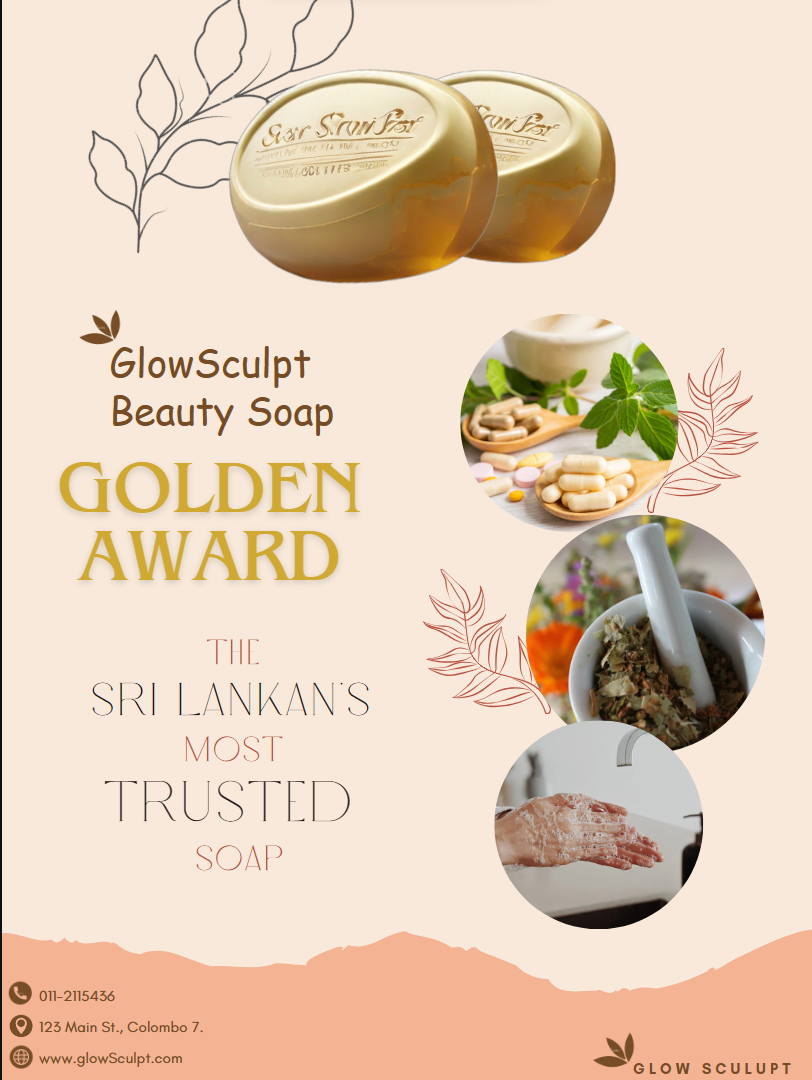 GlowSculpt
Beauty Soap
GOLDEN
AWARD
THE
SRI LANKAN'S
MOST
TRUSTED
SOAP
011-2115436
123 Main St., Colombo 7.
www.glowSculpt.com
GLOW SCULUPT